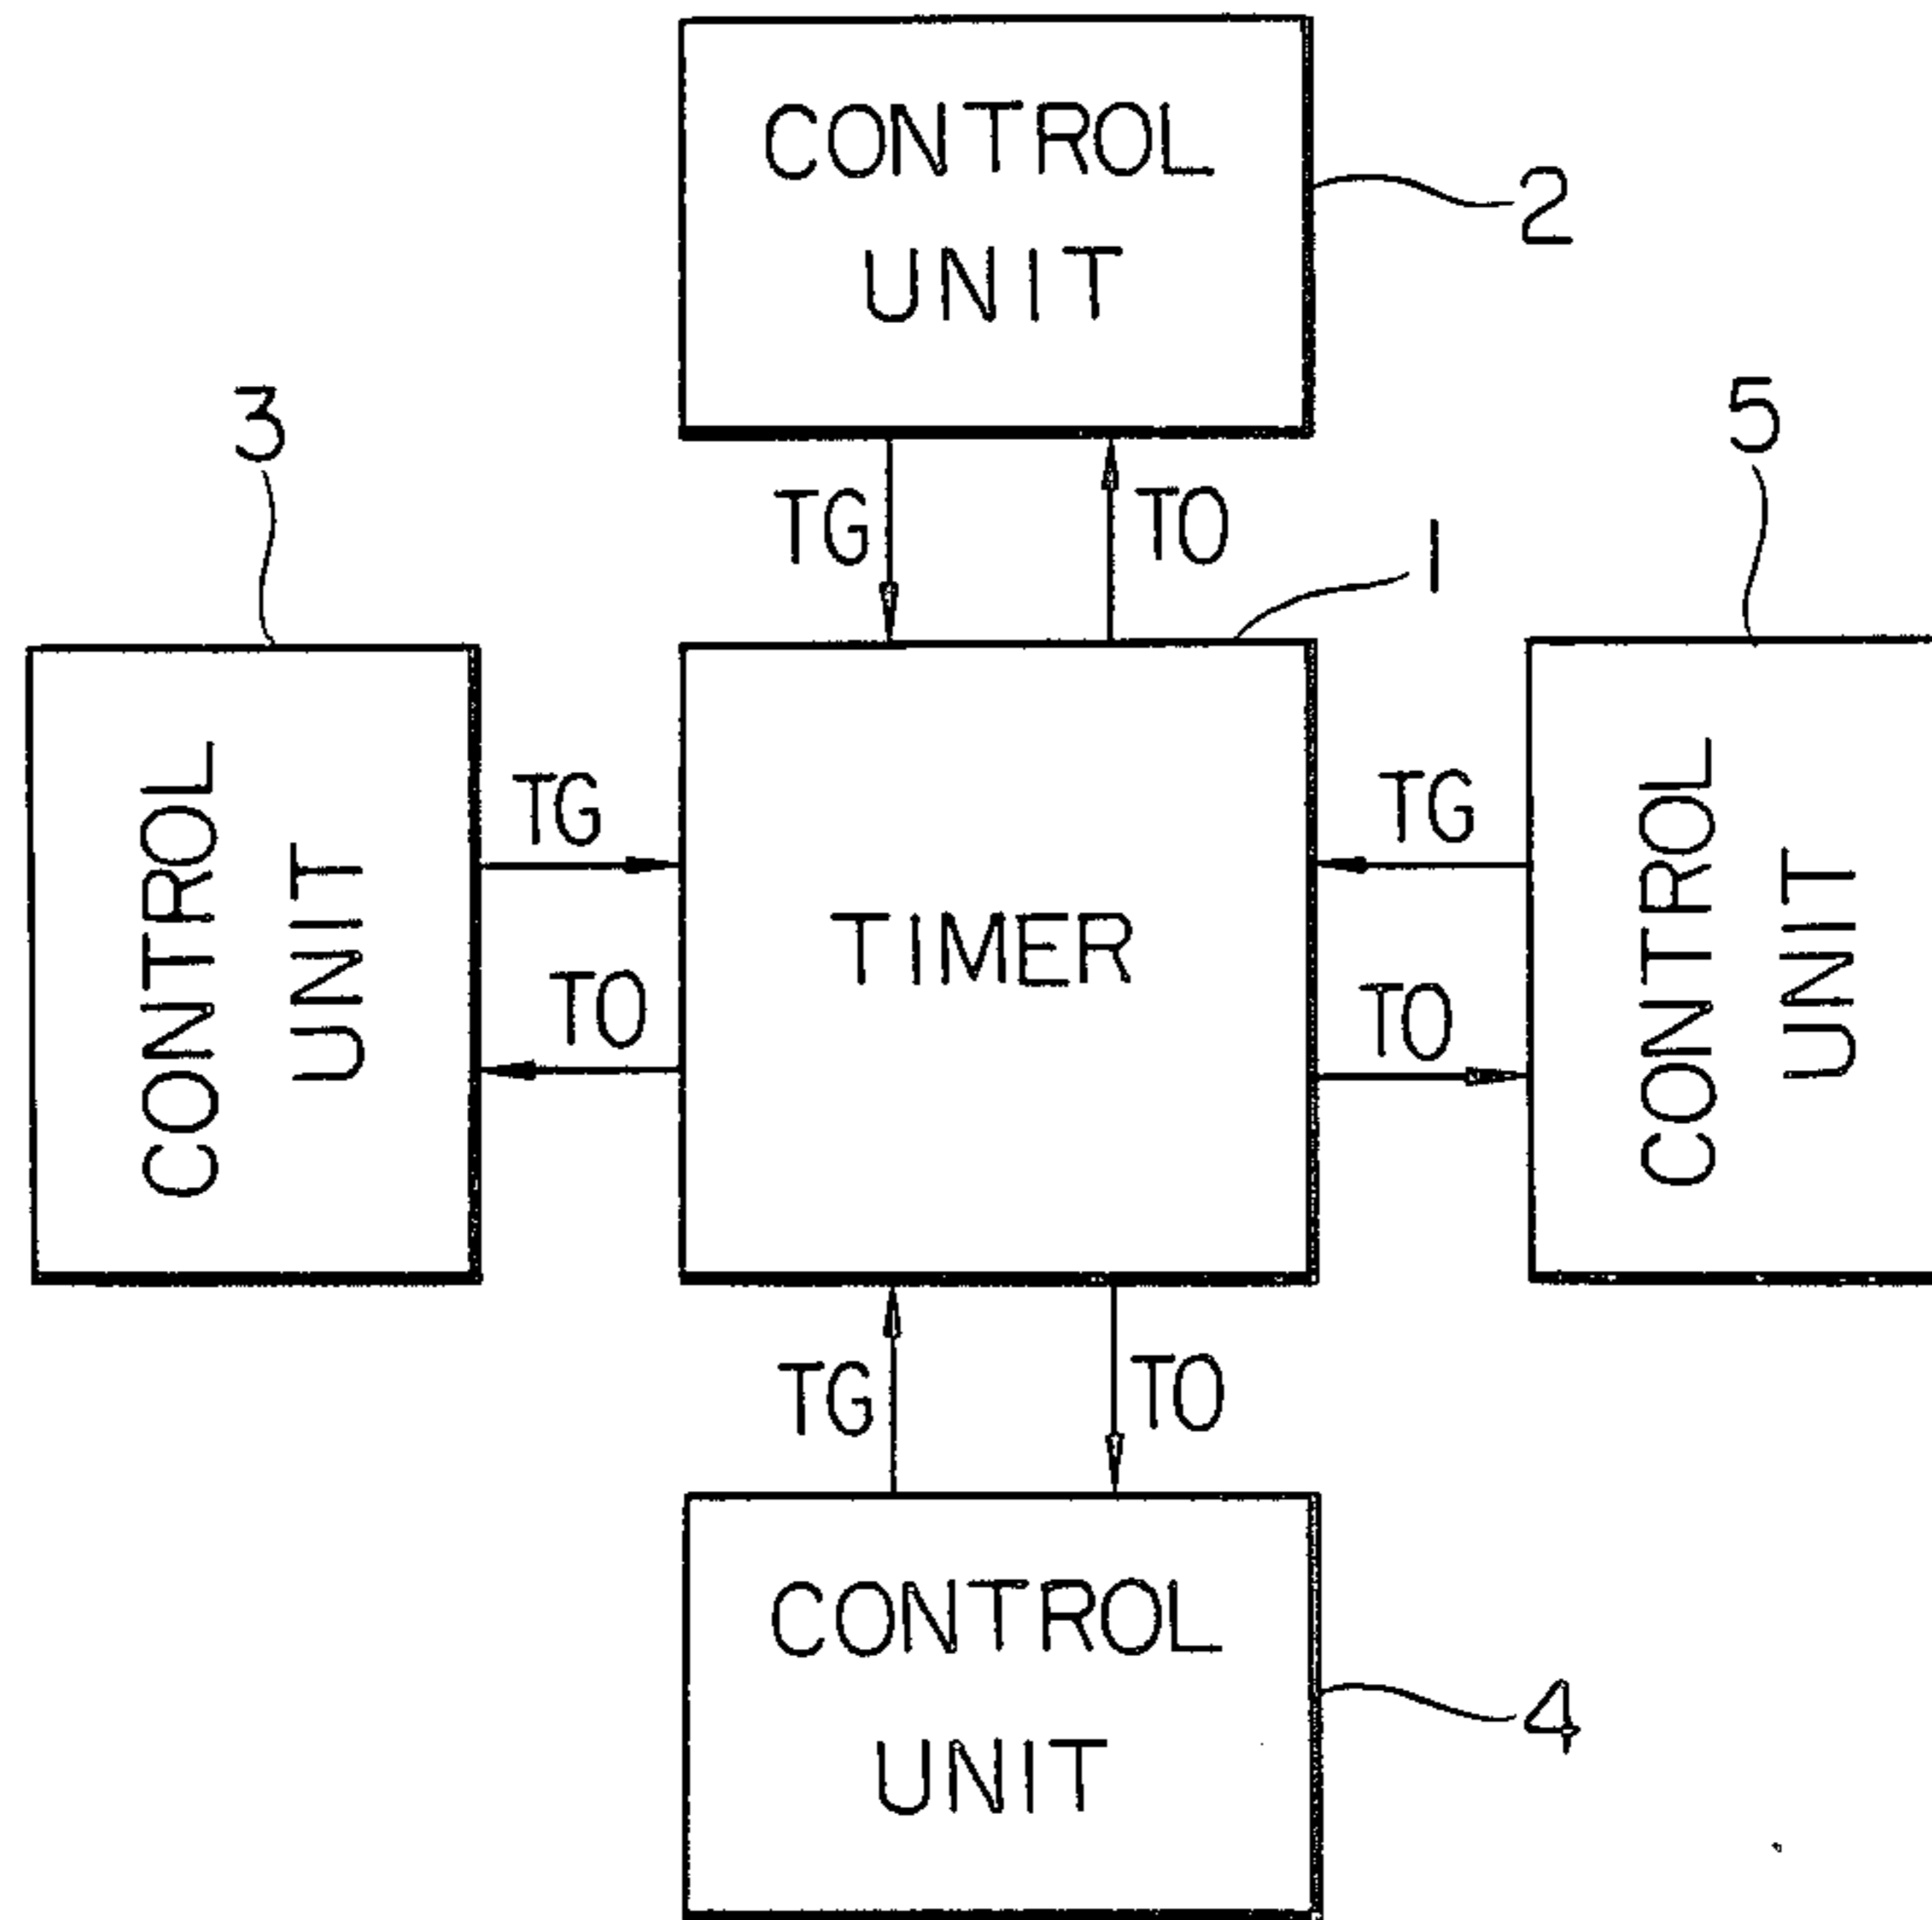 CONTROL
UNIT
2
3
5
TG
TO
1
CONTROL
UNIT
TG
TO
TIMER
TG
TO
CONTROL
UNIT
TG
TO
CONTROL
UNIT
4